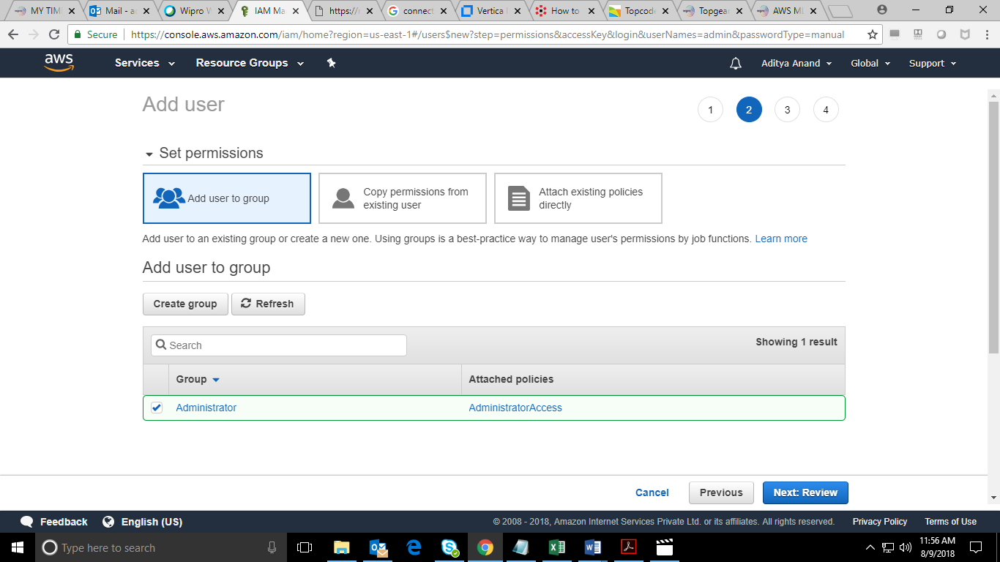 MY TIM
Mail - a
Wipro W
IAM Ma
https://
connect
Vertica
How to
Topcod
Topgear
AWS M
Secure
https://console.aws.amazon.com/iam/home?region=us-east-1#/users$new?step=permissions&accessKey&login&userNames=admin&passwordType=manual
aws
Services
Resource Groups
Aditya Anand
Global
Support
Add user
1
2
3
4
Set permissions
Add user to group
Copy permissions from
existing user
Attach existing policies
directly
Add user to an existing group or create a new one. Using groups is a best-practice way to manage user's permissions by job functions. Learn more
Add user to group
Create group
Refresh
Search
Showing 1 result
Group
Attached policies
Administrator
AdministratorAccess
Cancel
Previous
Next: Review
Feedback
English (US)
© 2008 - 2018, Amazon Internet Services Private Ltd. or its affiliates. All rights reserved.
Privacy Policy
Terms of Use
Type here to search
11:56 AM
8/9/2018